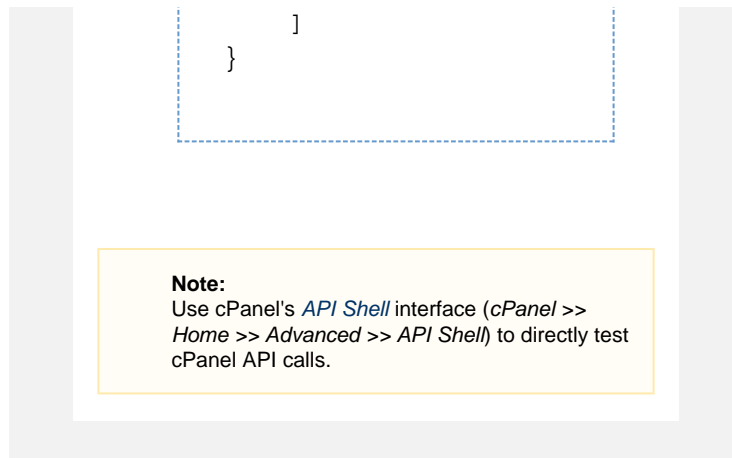 ]
}
Note:
Use cPanel's API Shell interface (cPanel >>
Home >> Advanced >> API Shell) to directly test
cPanel API calls.